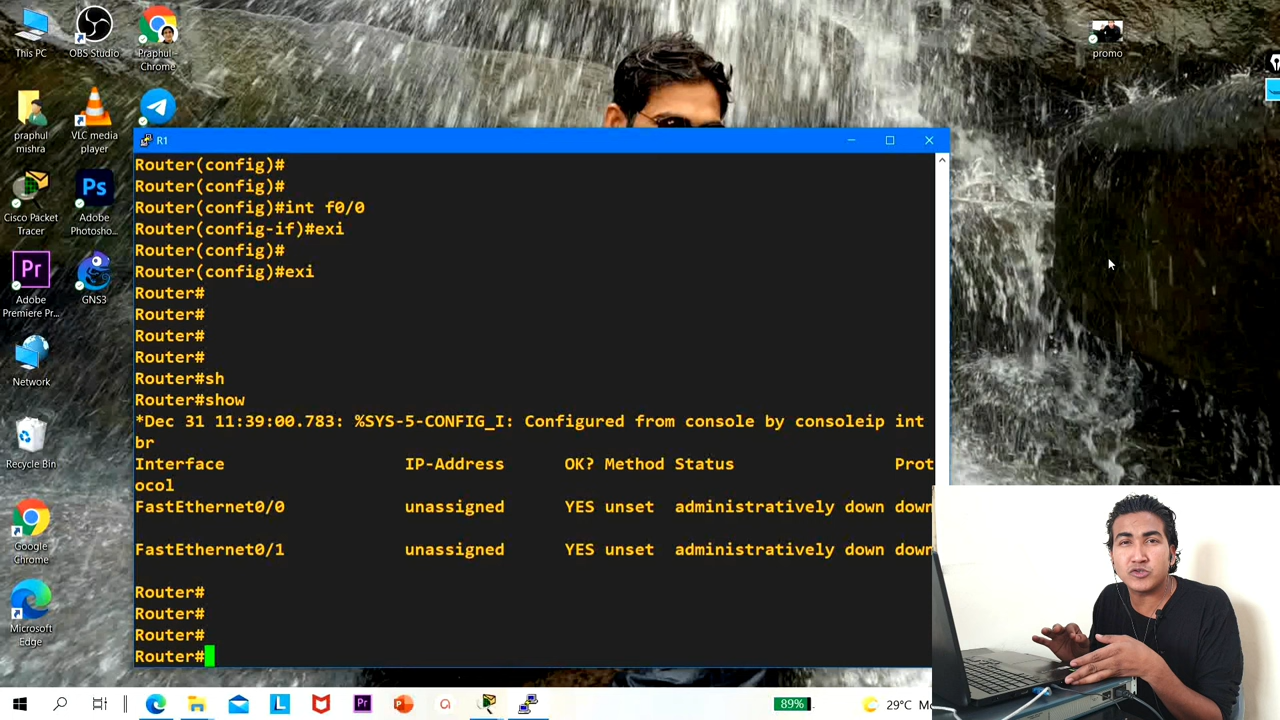 This PC
OBS Studio
Praphul -
Chrome
promo
praphul
mishra
VLC media
player
Cisco Packet
Tracer
Ps
Adobe
Photosho...
Pr
Adobe
Premiere Pr...
GNS3
Network
Recycle Bin
Google
Chrome
Microsoft
Edge
R1
Router(config)#
Router(config)#
Router(config)#int f0/0
Router(config-if)#exi
Router(config)#
Router(config)#exi
Router#
Router#
Router#
Router#
Router#sh
Router#show
*Dec 31 11:39:00.783: %SYS-5-CONFIG_I: Configured from console by consoleip int
br
Interface IP-Address OK? Method Status Prot
ocol
FastEthernet0/0 unassigned YES unset administratively down down
FastEthernet0/1 unassigned YES unset administratively down down
Router#
Router#
Router#
Router#
L
Pr
P
a
89%
29°C